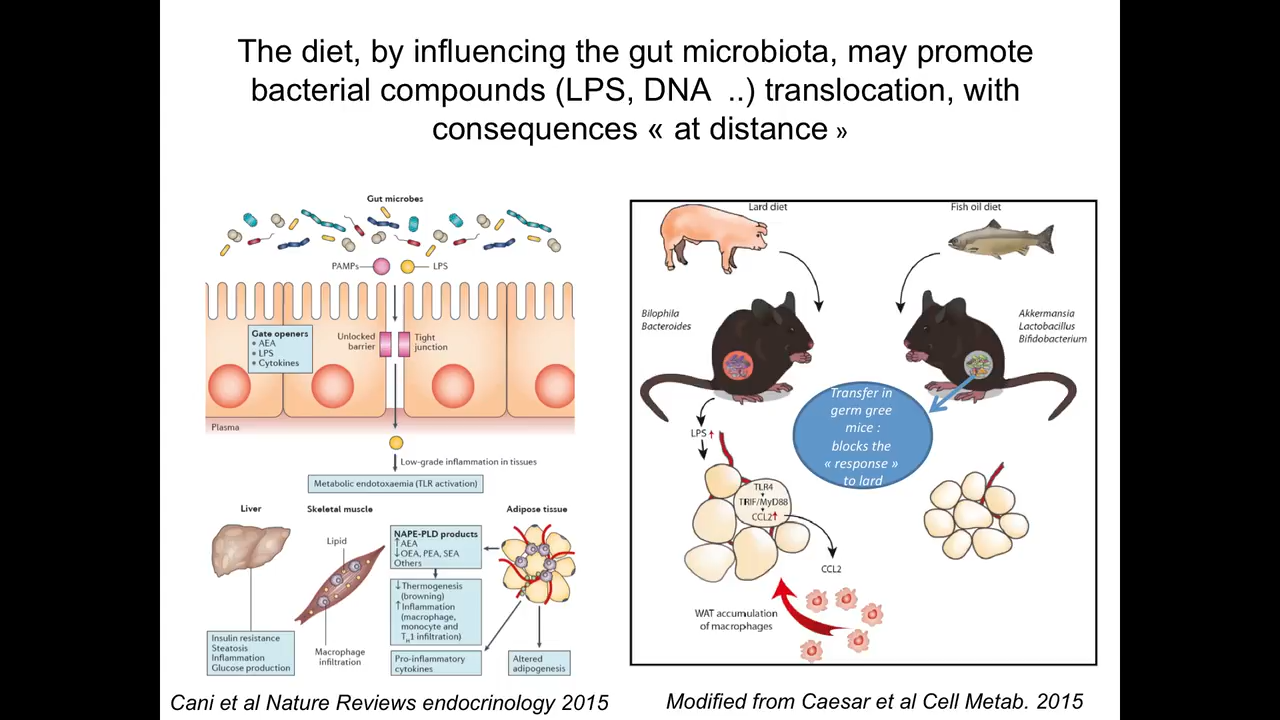 The diet, by influencing the gut microbiota, may promote
bacterial compounds (LPS, DNA  ..) translocation, with
consequences « at distance »
Gut microbes
PAMPs
LPS
Gate openers
• AEA
• LPS
• Cytokines
Unlocked
barrier
Tight
junction
Plasma
Low-grade inflammation in tissues
Metabolic endotoxaemia (TLR activation)
Liver
Skeletal muscle
Adipose tissue
Lipid
NAPE-PLD products
↑AEA
↓OEA, PEA, SEA
Others
↓Thermogenesis
(browning)
↑Inflammation
(macrophage,
monocyte and
TH1 infiltration)
Insulin resistance
Steatosis
Inflammation
Glucose production
Macrophage
infiltration
Pro-inflammatory
cytokines
Altered
adipogenesis
Cani et al Nature Reviews endocrinology 2015
Lard diet
Fish oil diet
Bilophila
Bacteroides
Akkermansia
Lactobacillus
Bifidobacterium
Transfer in
germ gree
mice :
blocks the
« response »
to lard
LPS ↑
TLR4
TRIF/MyD88
CCL2↑
CCL2
WAT accumulation
of macrophages
Modified from Caesar et al Cell Metab. 2015